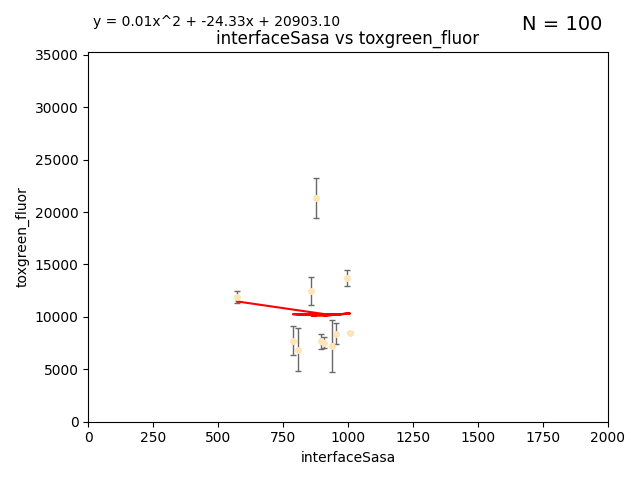 y = 0.01x^2 + -24.33x + 20903.10
N = 100
interfaceSasa vs toxgreen_fluor
toxgreen_fluor
35000
30000
25000
20000
15000
10000
5000
0
0 250 500 750 1000 1250 1500 1750 2000
interfaceSasa